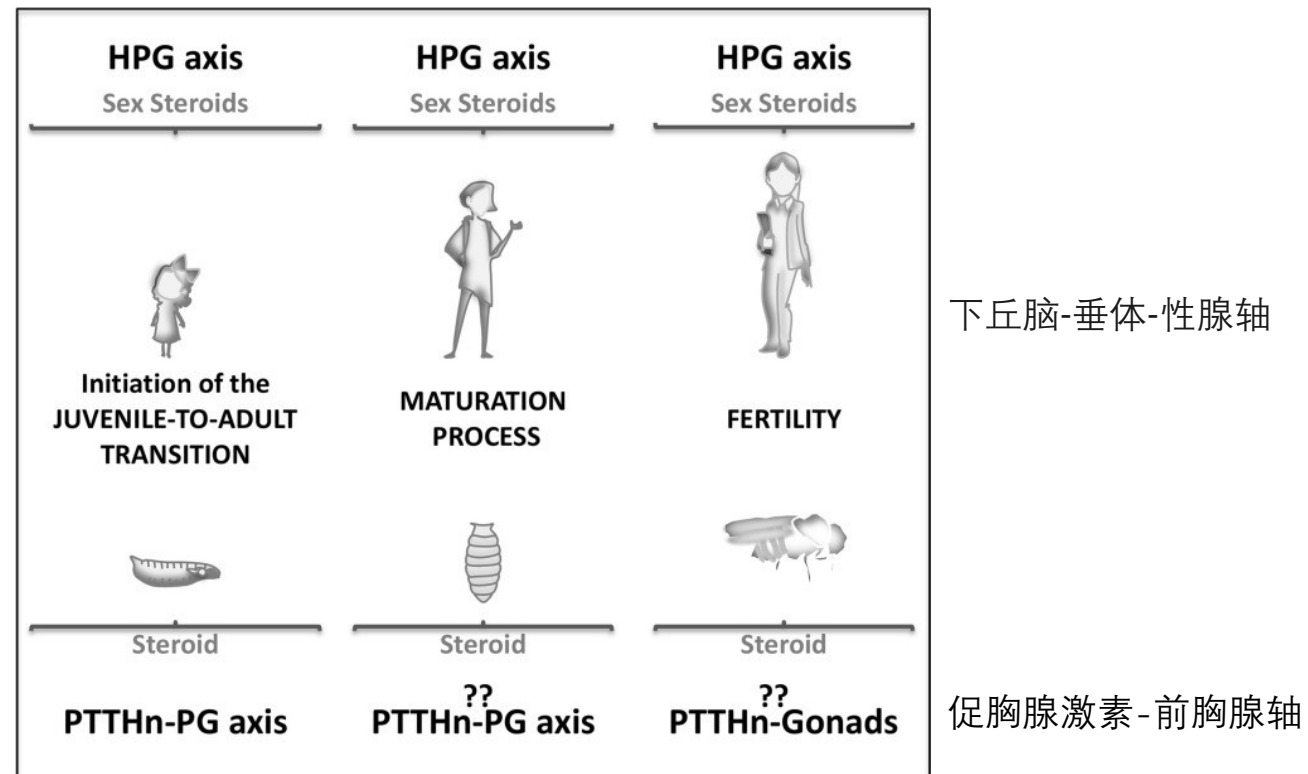 HPG axis
HPG axis
HPG axis
Sex Steroids
Sex Steroids
Sex Steroids
下丘脑-垂体-性腺轴
Initiation of the
JUVENILE-TO-ADULT
TRANSITION
MATURATION
PROCESS
FERTILITY
Steroid
Steroid
Steroid
PTTHn-PG axis
??
PTTHn-PG axis
??
PTTHn-Gonads
促胸腺激素-前胸腺轴